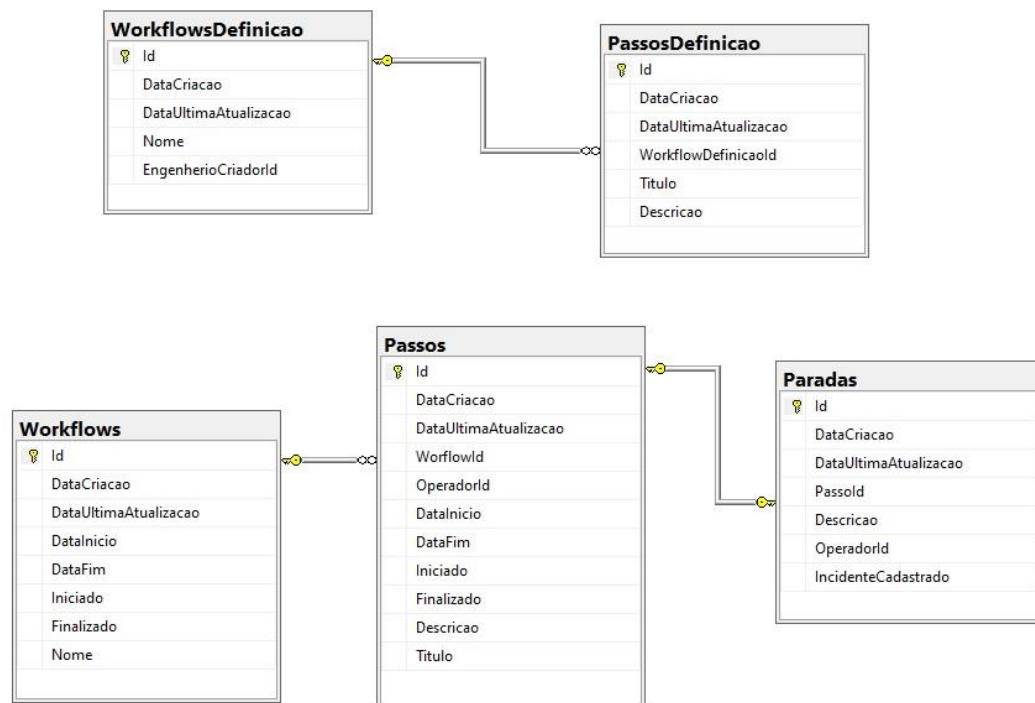 WorkflowsDefinicao
Id
DataCriacao
DataUltimaAtualizacao
Nome
EngenherioCriadorId
PassosDefinicao
Id
DataCriacao
DataUltimaAtualizacao
WorkflowDefinicaoId
Titulo
Descricao
Workflows
Id
DataCriacao
DataUltimaAtualizacao
DataInicio
DataFim
Iniciado
Finalizado
Nome
Passos
Id
DataCriacao
DataUltimaAtualizacao
WorflowId
OperadorId
DataInicio
DataFim
Iniciado
Finalizado
Descricao
Titulo
Paradas
Id
DataCriacao
DataUltimaAtualizacao
PassoId
Descricao
OperadorId
IncidenteCadastrado